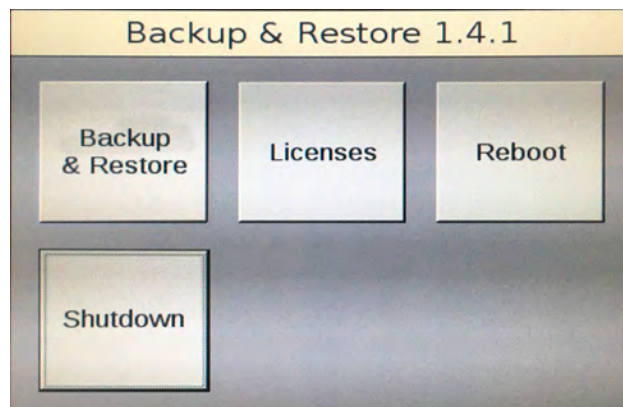 Backup & Restore 1.4.1
Backup
& Restore
Licenses
Reboot
Shutdown